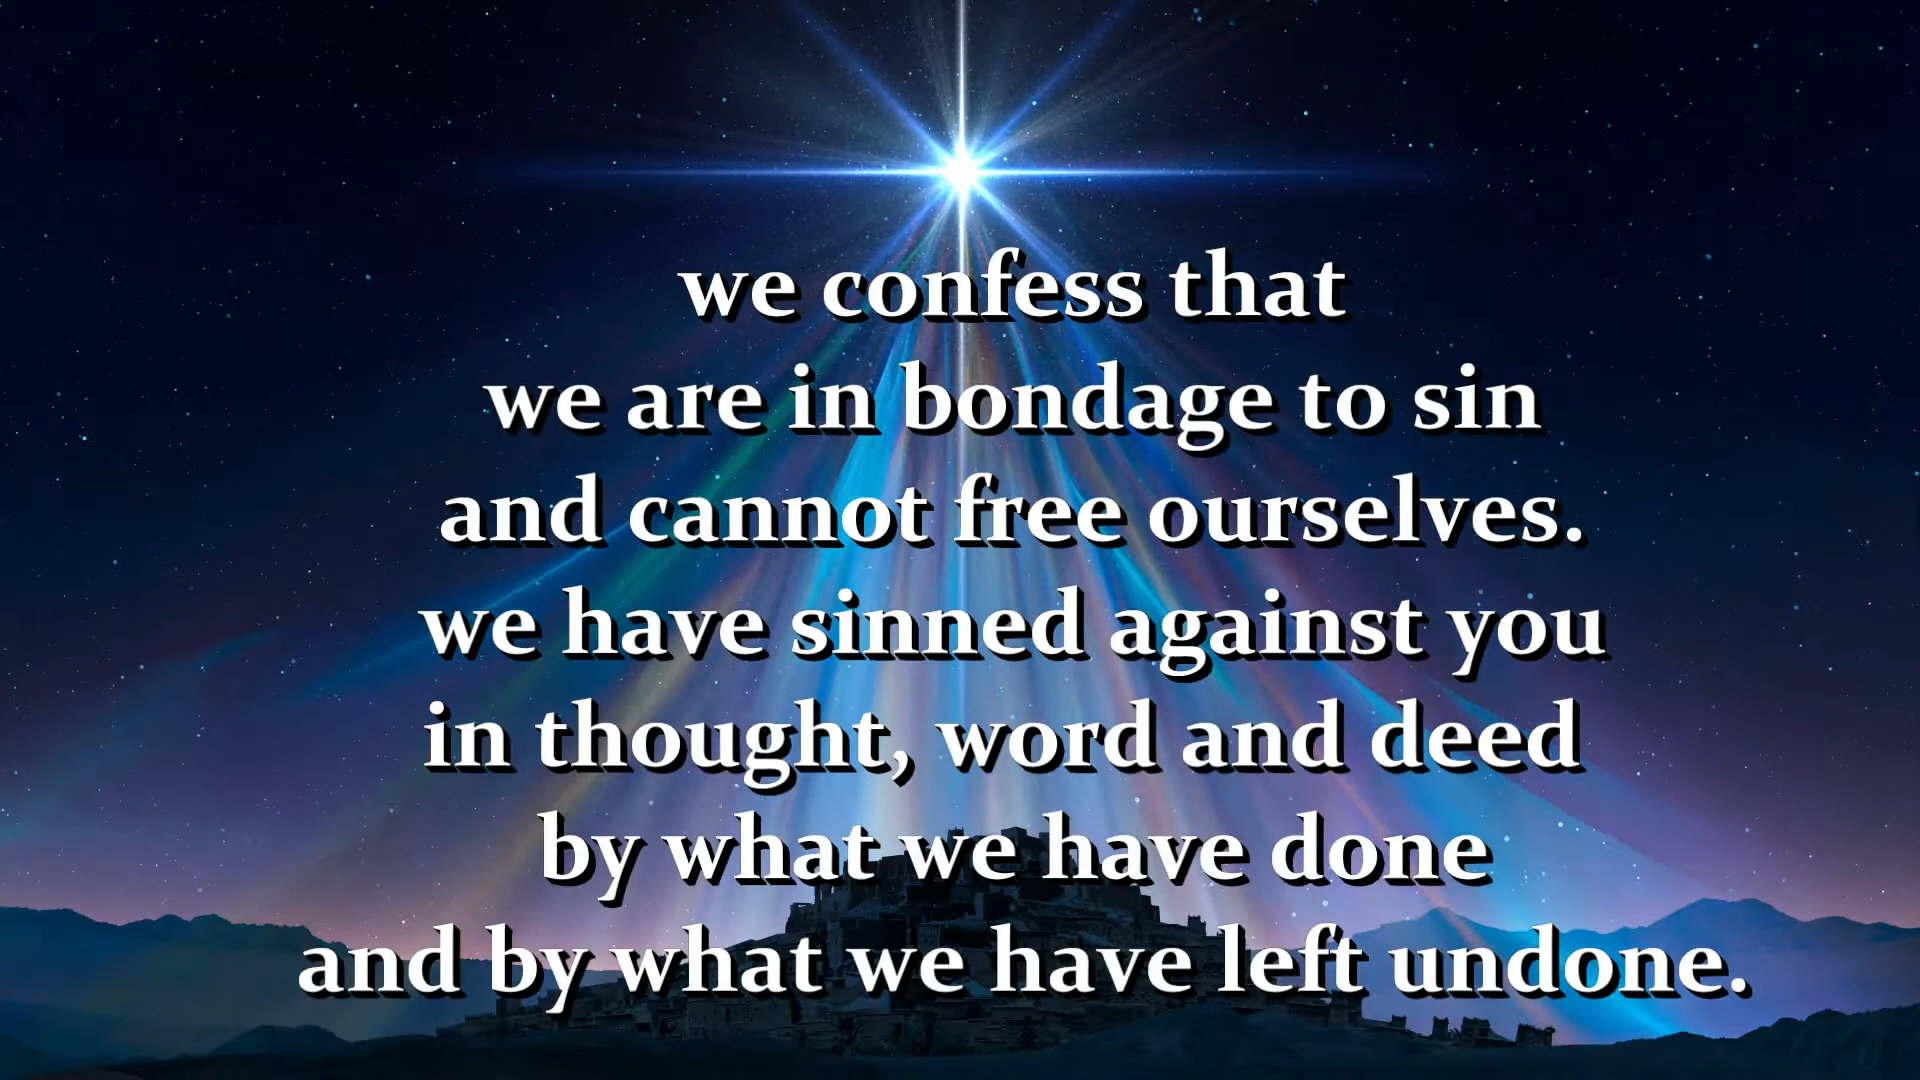 we confess that
we are in bondage to sin
and cannot free ourselves.
we have sinned against you
in thought, word and deed
by what we have done
and by what we have left undone.